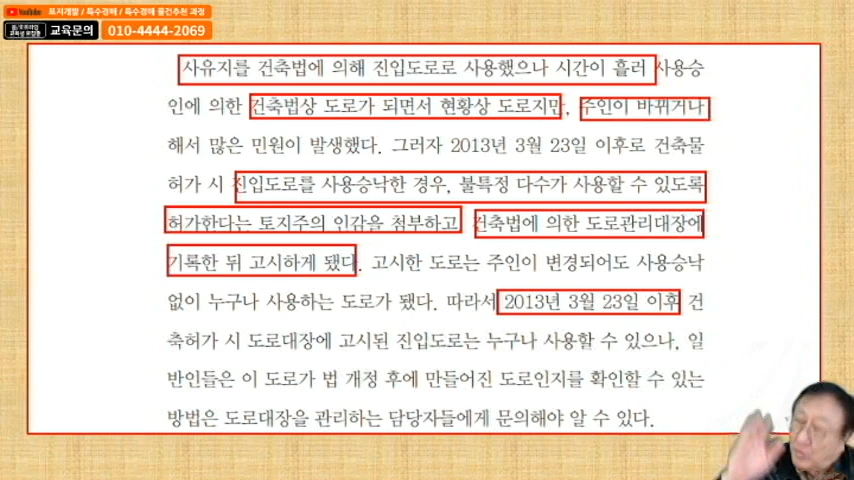 YouTube 토지개발 / 특수경매 / 특수경매 물건추천 과정
교육문의 010-4444-2069
사유지를 건축법에 의해 진입도로로 사용했으나 시간이 흘러 사용승
인에 의한 건축법상 도로가 되면서 현황상 도로지만, 주인이 바뀌거나
해서 많은 민원이 발생했다. 그러자 2013년 3월 23일 이후로 건축물
허가 시 진입도로를 사용승낙한 경우, 불특정 다수가 사용할 수 있도록
허가한다는 토지주의 인감을 첨부하고 건축법에 의한 도로관리대장에
기록한 뒤 고시하게 됐다. 고시한 도로는 주인이 변경되어도 사용승낙
없이 누구나 사용하는 도로가 됐다. 따라서 2013년 3월 23일 이후 건
축허가 시 도로대장에 고시된 진입도로는 누구나 사용할 수 있으나, 일
반인들은 이 도로가 법 개정 후에 만들어진 도로인지를 확인할 수 있는
방법은 도로대장을 관리하는 담당자들에게 문의해야 알 수 있다.